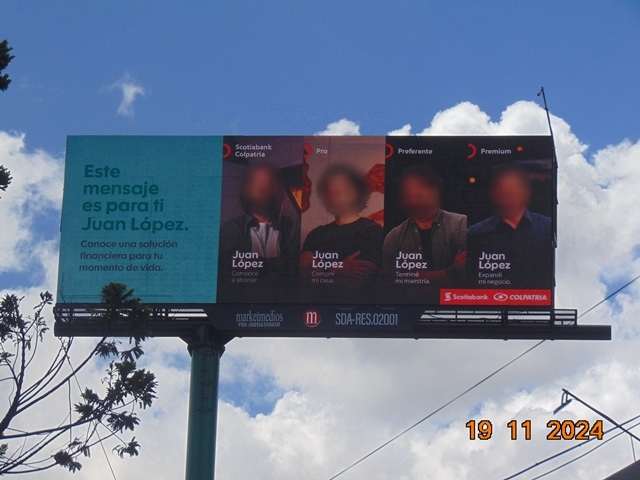 Este
mensaje
es para ti
Juan López.
Conoce una solución
financiera para tu
momento de vida.
Scotiabank
Colpatria
Juan
López
Comencé
a ahorrar.
Pro
Juan
López
Compré
mi casa.
Preferente
Juan
López
Terminé
mi maestría.
Premium
Juan
López
Expandí
mi negocio.
Scotiabank COLPATRIA
marketmedios
m
SDA-RES.02001
19 11 2024